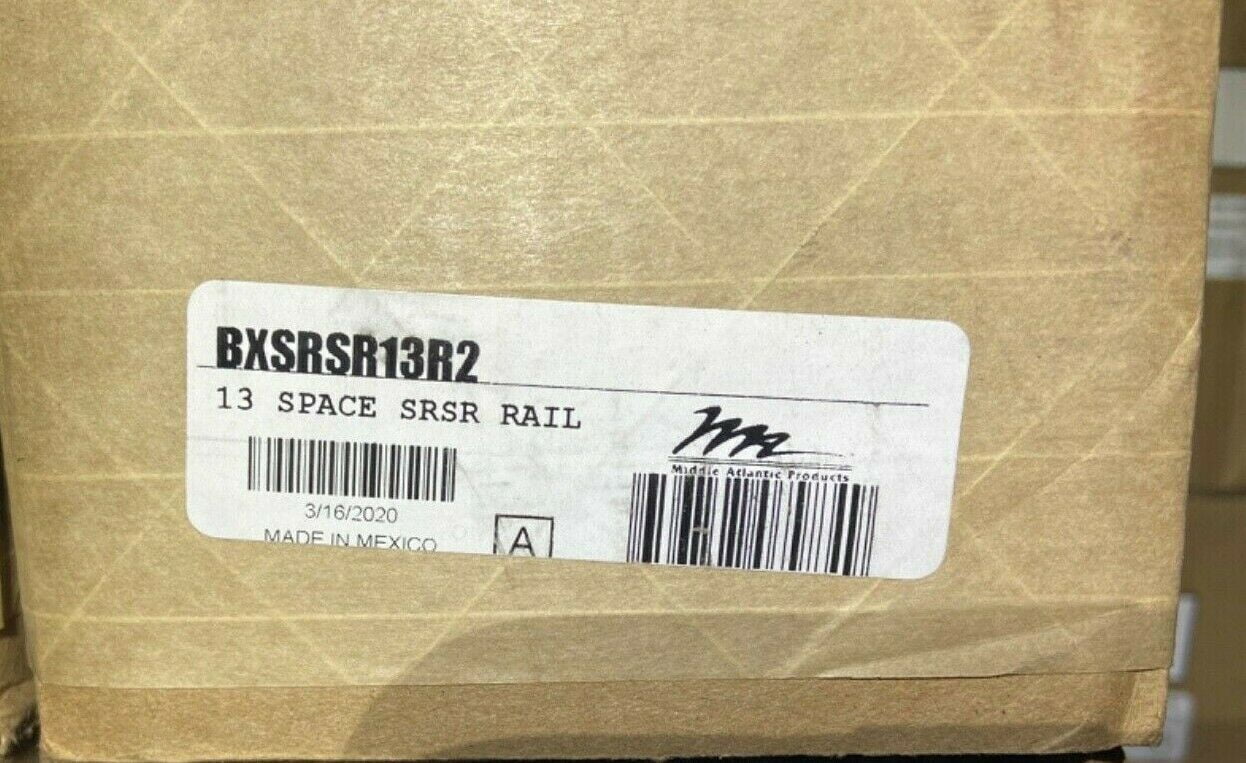 BXSRSR13R2
13 SPACE SRSR RAIL
Middle Atlantic Products
3/16/2020
MADE IN MEXICO
A